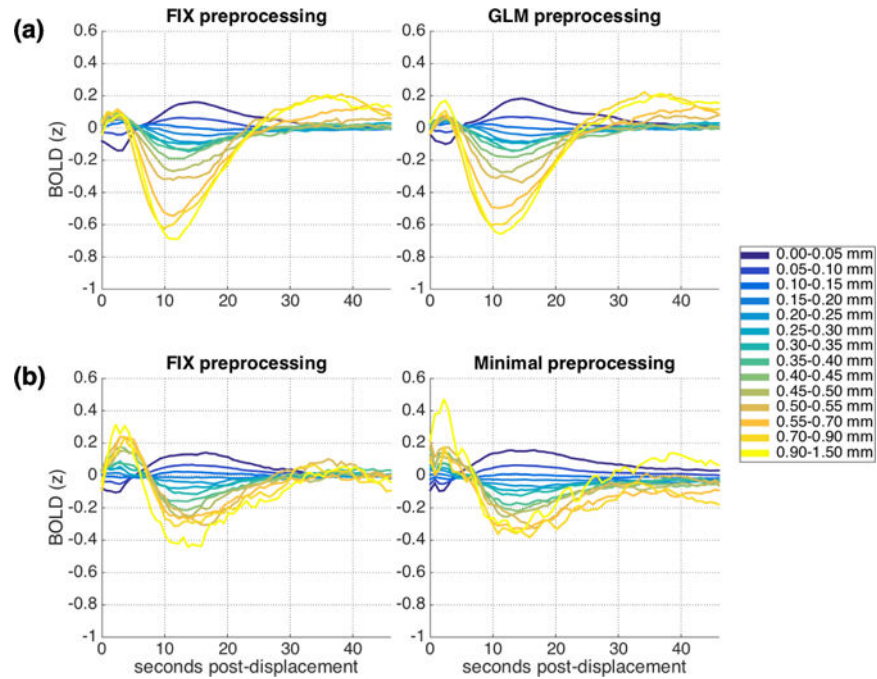 (a)
FIX preprocessing
GLM preprocessing
0.6
0.4
0.2
0
-0.2
-0.4
-0.6
-0.8
-1
BOLD (z)
0 10 20 30 40
0.6
0.4
0.2
0
-0.2
-0.4
-0.6
-0.8
-1
0 10 20 30 40
(b)
FIX preprocessing
Minimal preprocessing
0.6
0.4
0.2
0
-0.2
-0.4
-0.6
-0.8
-1
BOLD (z)
0 10 20 30 40
seconds post-displacement
0.6
0.4
0.2
0
-0.2
-0.4
-0.6
-0.8
-1
0 10 20 30 40
seconds post-displacement
0.00-0.05 mm
0.05-0.10 mm
0.10-0.15 mm
0.15-0.20 mm
0.20-0.25 mm
0.25-0.30 mm
0.30-0.35 mm
0.35-0.40 mm
0.40-0.45 mm
0.45-0.50 mm
0.50-0.55 mm
0.55-0.70 mm
0.70-0.90 mm
0.90-1.50 mm